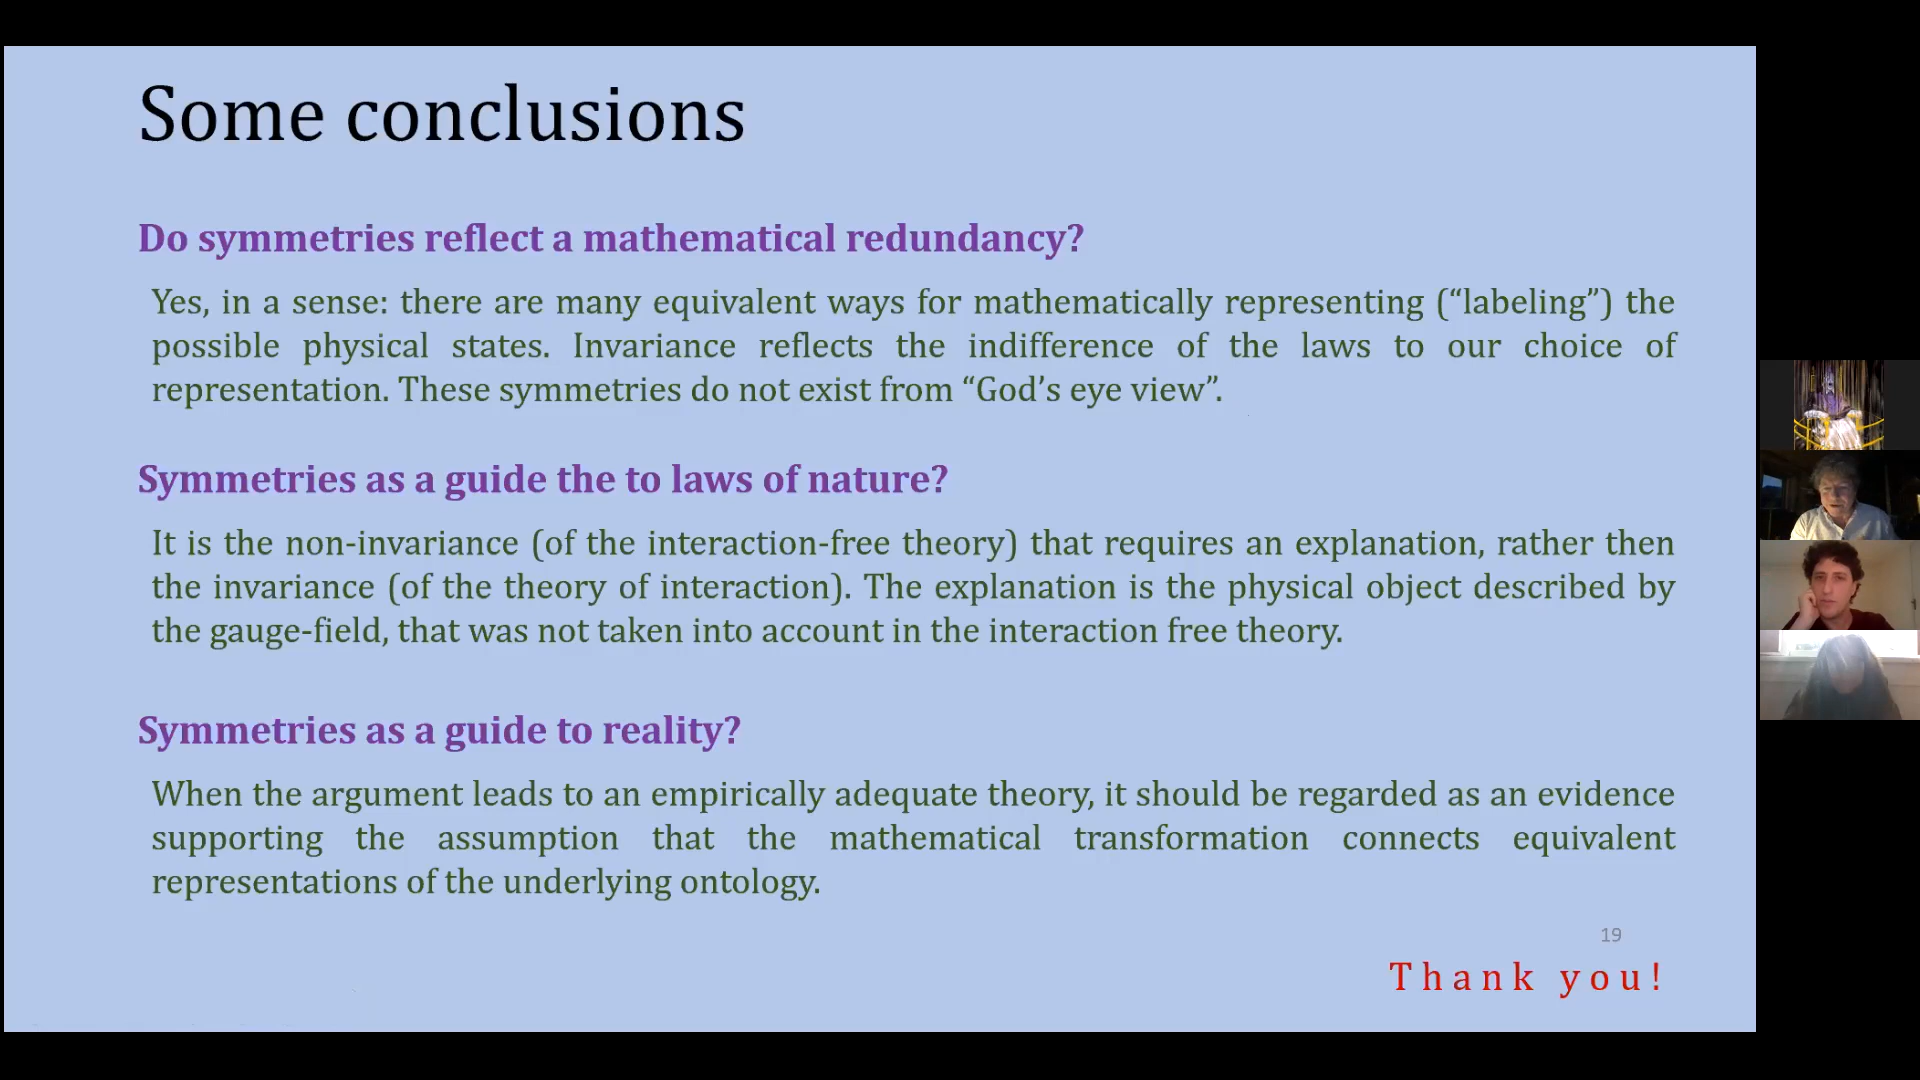 Some conclusions
Do symmetries reflect a mathematical redundancy?
Yes, in a sense: there are many equivalent ways for mathematically representing (“labeling”) the
possible physical states. Invariance reflects the indifference of the laws to our choice of
representation. These symmetries do not exist from “God’s eye view”.
Symmetries as a guide the to laws of nature?
It is the non-invariance (of the interaction-free theory) that requires an explanation, rather then
the invariance (of the theory of interaction). The explanation is the physical object described by
the gauge-field, that was not taken into account in the interaction free theory.
Symmetries as a guide to reality?
When the argument leads to an empirically adequate theory, it should be regarded as an evidence
supporting the assumption that the mathematical transformation connects equivalent
representations of the underlying ontology.
19
Thank you!